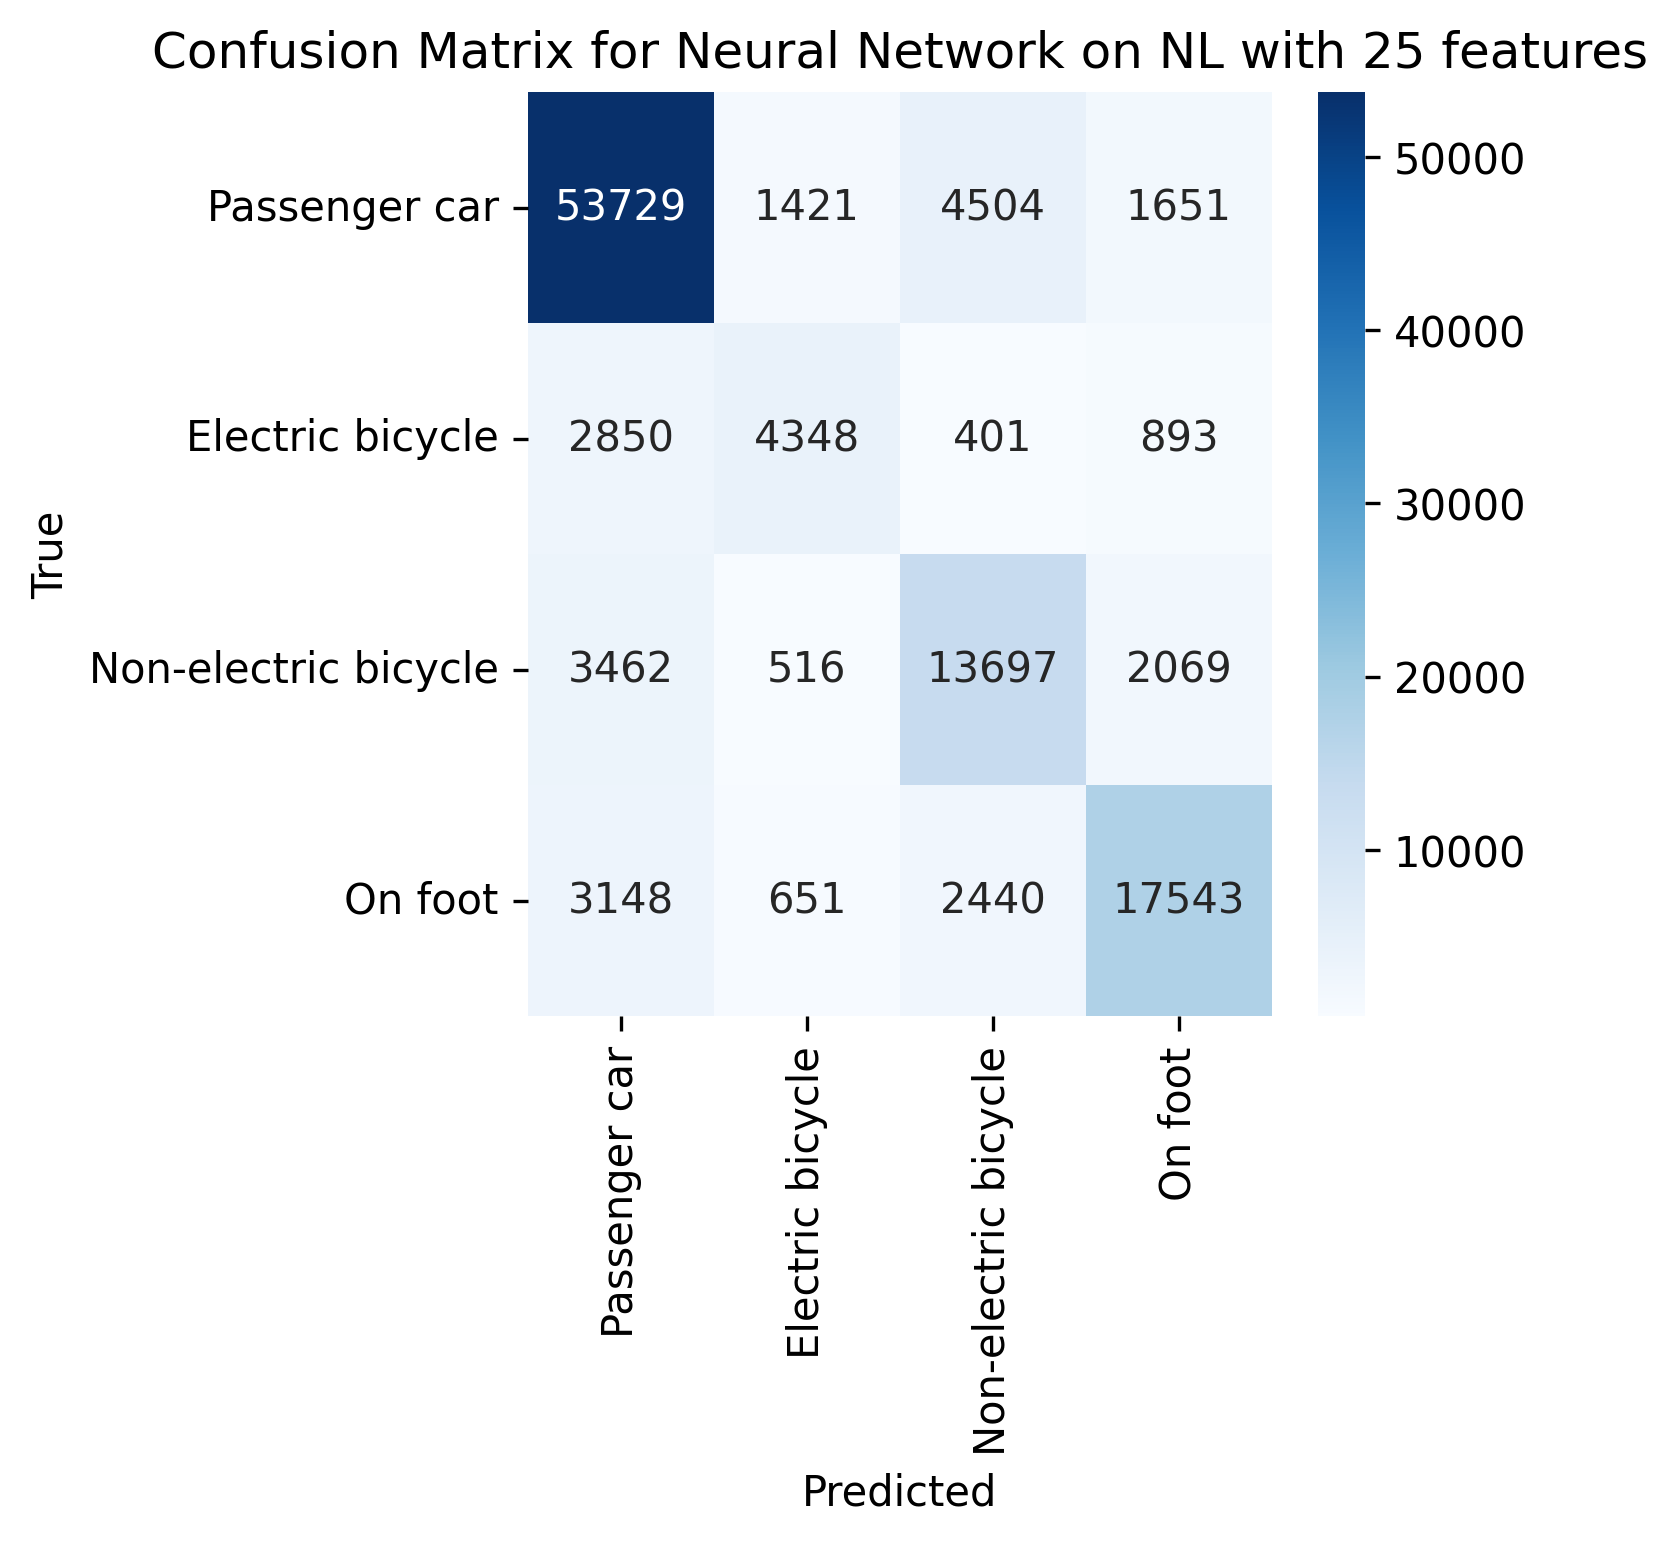 Confusion Matrix for Neural Network on NL with 25 features
True
Passenger car
53729 1421 4504 1651
Electric bicycle
2850 4348 401 893
Non-electric bicycle
3462 516 13697 2069
On foot
3148 651 2440 17543
50000
40000
30000
20000
10000
Passenger car
Electric bicycle
Non-electric bicycle
On foot
Predicted